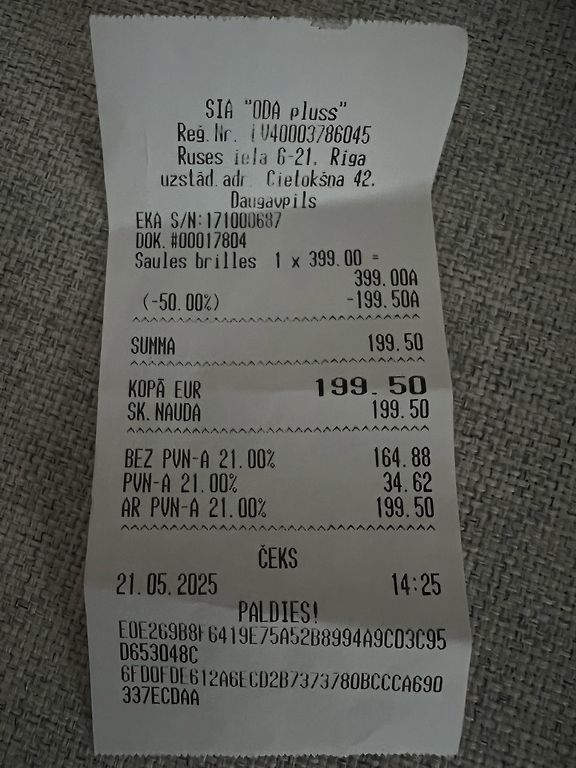 SIA "ODA pluss"
Reģ.Nr. LV40003786045
Ruses iela 6-21, Rīga
uzstād.adr. Cietokšņa 42,
Daugavpils
EKA S/N:171000687
DOK.#00017804
Saules brilles 1 x 399.00 =
399.00A
(-50.00%) -199.50A
^^^^^^^^^^^^^^^^^^^^^^^^^^^^^^^^
SUMMA 199.50
^^^^^^^^^^^^^^^^^^^^^^^^^^^^^^^^
KOPĀ EUR 199.50
SK.NAUDA 199.50
^^^^^^^^^^^^^^^^^^^^^^^^^^^^^^^^
BEZ PVN-A 21.00% 164.88
PVN-A 21.00% 34.62
AR PVN-A 21.00% 199.50
^^^^^^^^^^^^^^^^^^^^^^^^^^^^^^^^
ČEKS
21.05.2025 14:25
PALDIES!
E0E269B8F6419E75A52B8994A9C03C95
D653048C
6FD0FDE612A6ECD2B7373780BCCCA690
337ECDAA